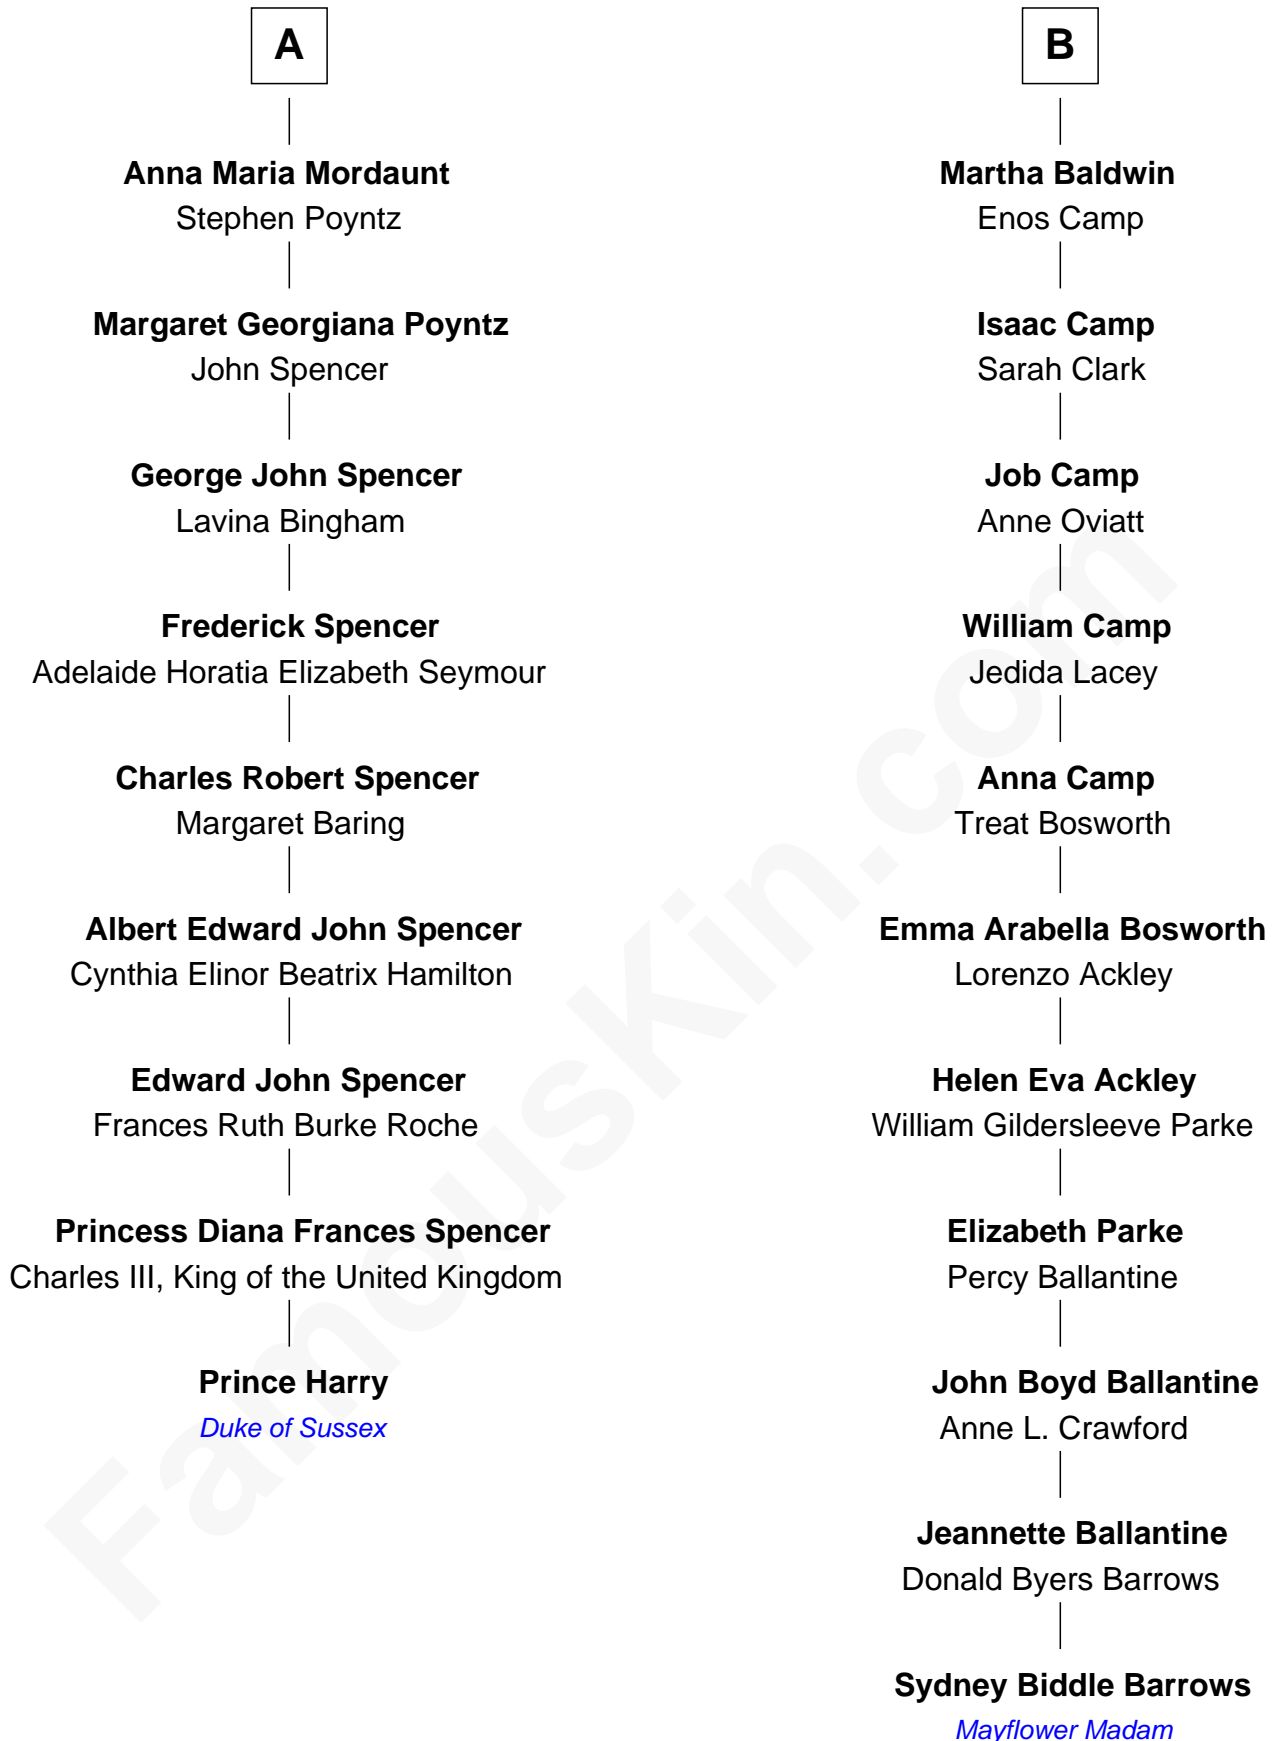 A
Anna Maria Mordaunt
Stephen Poyntz
Margaret Georgiana Poyntz
John Spencer
George John Spencer
Lavina Bingham
Frederick Spencer
Adelaide Horatia Elizabeth Seymour
Charles Robert Spencer
Margaret Baring
Albert Edward John Spencer
Cynthia Elinor Beatrix Hamilton
Edward John Spencer
Frances Ruth Burke Roche
Princess Diana Frances Spencer
Charles III, King of the United Kingdom
Prince Harry
Duke of Sussex
B
Martha Baldwin
Enos Camp
Isaac Camp
Sarah Clark
Job Camp
Anne Oviatt
William Camp
Jedida Lacey
Anna Camp
Treat Bosworth
Emma Arabella Bosworth
Lorenzo Ackley
Helen Eva Ackley
William Gildersleeve Parke
Elizabeth Parke
Percy Ballantine
John Boyd Ballantine
Anne L. Crawford
Jeannette Ballantine
Donald Byers Barrows
Sydney Biddle Barrows
Mayflower Madam
FamousKin.com